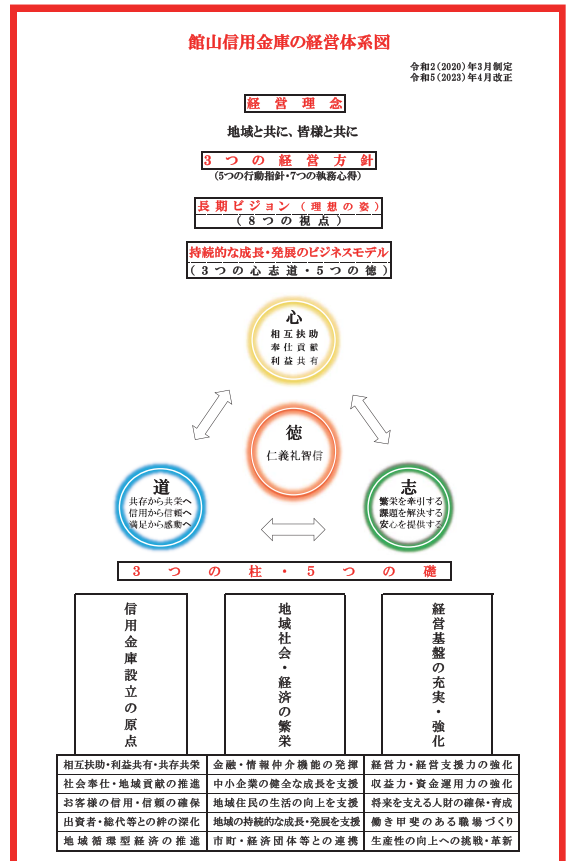 館山信用金庫の経営体系図
令和2(2020)年3月制定
令和5(2023)年4月改正
経営理念
地域と共に、皆様と共に
3つの経営方針
(5つの行動指針・7つの執務心得)
長期ビジョン(理想の姿)
(8つの視点)
持続的な成長・発展のビジネスモデル
(3つの心志道・5つの徳)
心
相互扶助
奉仕貢献
利益共有
徳
仁義礼智信
道
共存から共栄へ
信用から信頼へ
満足から感動へ
志
繁栄を牽引する
課題を解決する
安心を提供する
3つの柱・5つの礎
信用金庫設立の原点
地域社会・経済の繁栄
経営基盤の充実・強化
相互扶助・利益共有・共存共栄
金融・情報仲介機能の発揮
経営力・経営支援力の強化
社会奉仕・地域貢献の推進
中小企業の健全な成長を支援
収益力・資金運用力の強化
お客様の信用・信頼の確保
地域住民の生活の向上を支援
将来を支える人財の確保・育成
出資者・総代等との絆の深化
地域の持続的な成長・発展を支援
働き甲斐のある職場づくり
地域循環型経済の推進
市町・経済団体等との連携
生産性の向上への挑戦・革新